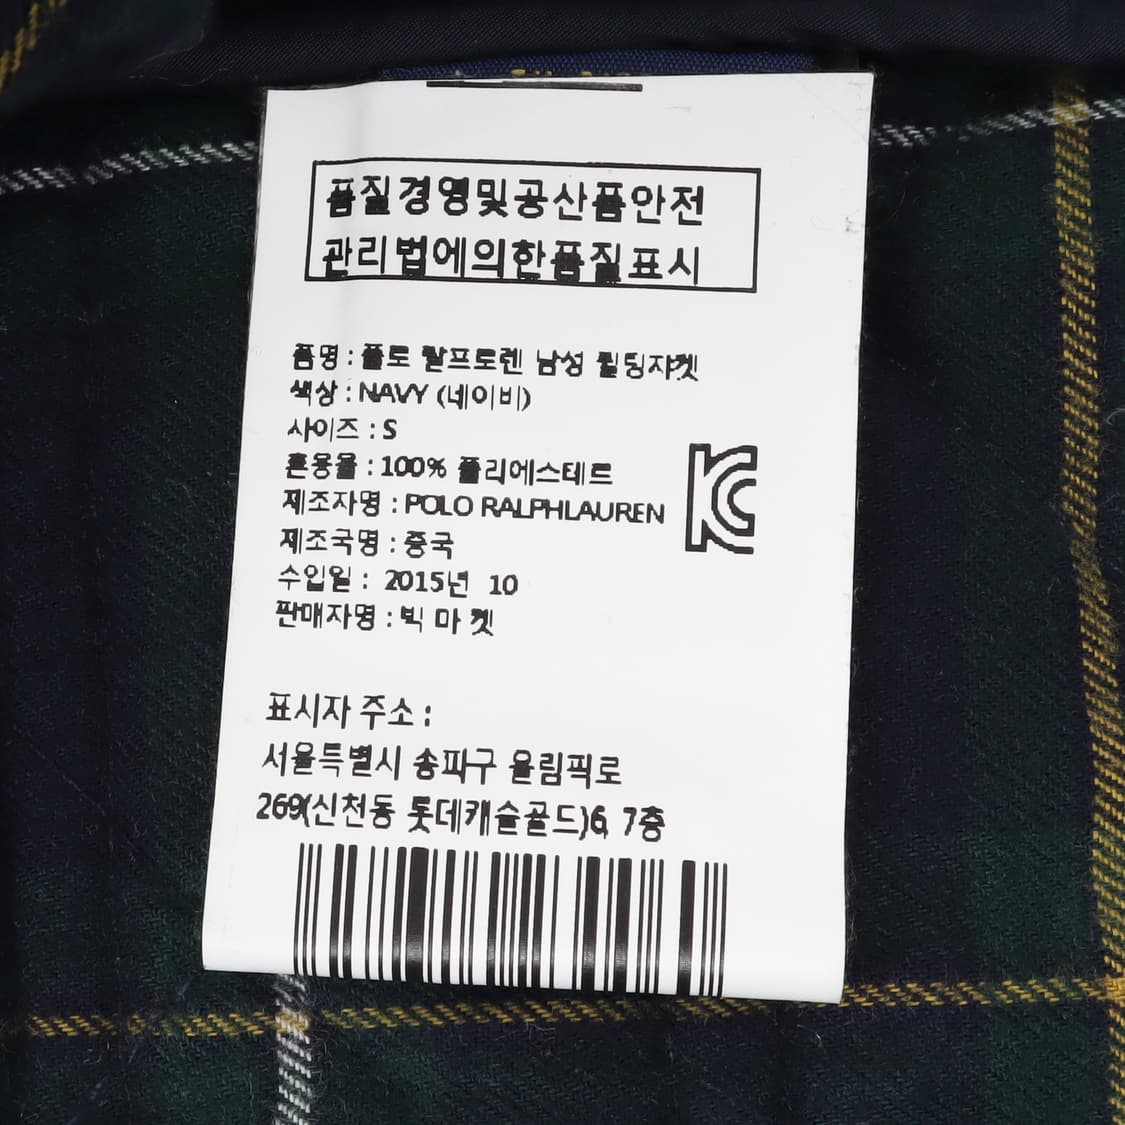 품질경영및공산품안전
관리법에의한품질표시
품명 : 폴로 랄프로렌 남성 퀼팅쟈켓
색상 : NAVY (네이비)
사이즈 : S
혼용율 : 100% 폴리에스테르
제조자명 : POLO RALPHLAUREN
제조국명 : 중국
수입일 : 2015년 10
판매자명 : 빅 마 켓
표시자 주소 :
서울특별시 송파구 올림픽로
269(신천동 롯데캐슬골드)6, 7층